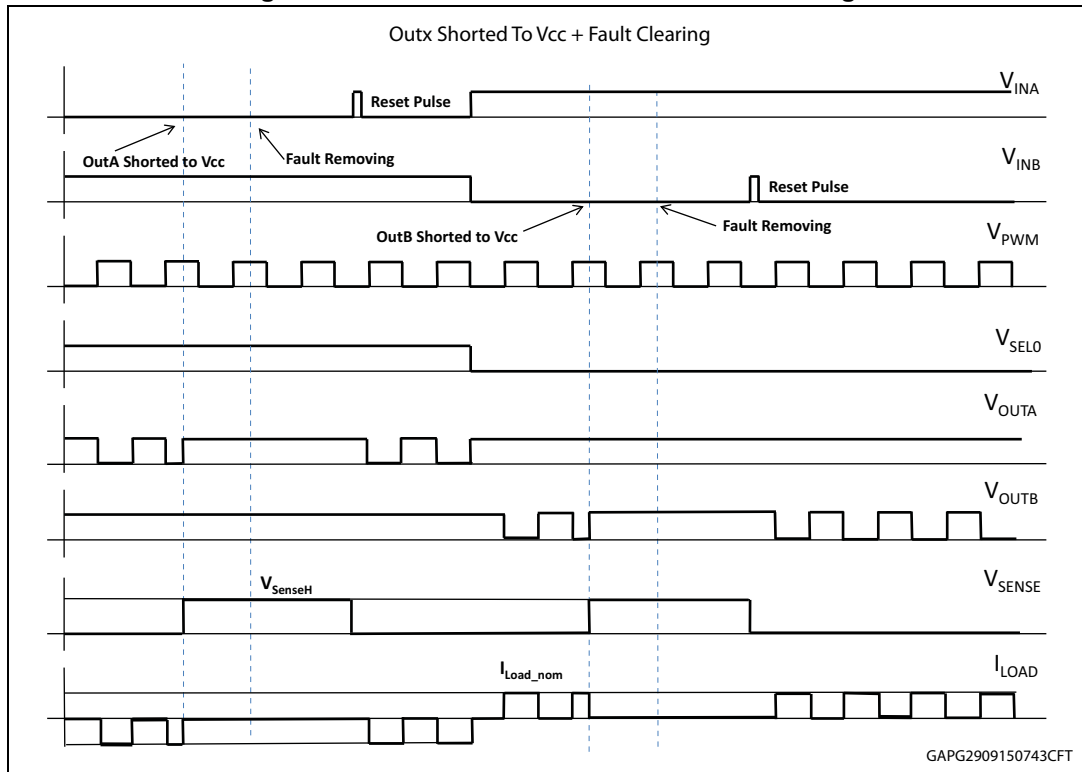 Outx Shorted To Vcc + Fault Clearing
VINA
Reset Pulse
OutA Shorted to Vcc
Fault Removing
VINB
Reset Pulse
OutB Shorted to Vcc
Fault Removing
VPWM
VSEL0
VOUTA
VOUTB
VSenseH
VSENSE
ILoad_nom
ILOAD
GAPG2909150743CFT